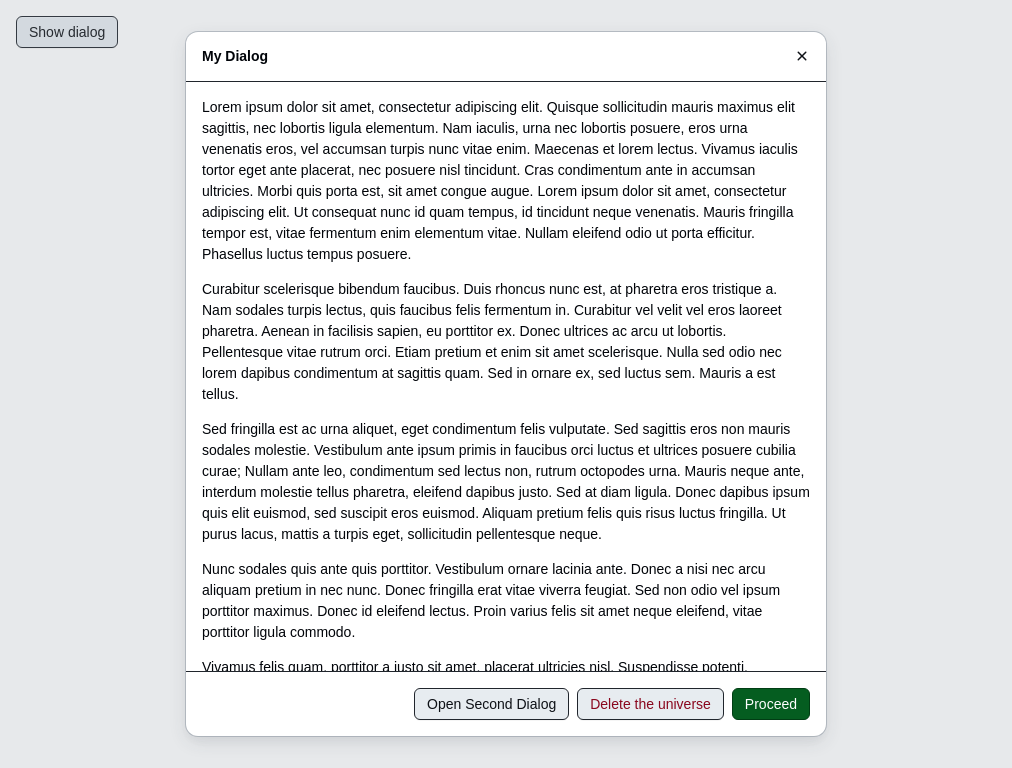 Show dialog
My Dialog
Lorem ipsum dolor sit amet, consectetur adipiscing elit. Quisque sollicitudin mauris maximus elit
sagittis, nec lobortis ligula elementum. Nam iaculis, urna nec lobortis posuere, eros urna
venenatis eros, vel accumsan turpis nunc vitae enim. Maecenas et lorem lectus. Vivamus iaculis
tortor eget ante placerat, nec posuere nisl tincidunt. Cras condimentum ante in accumsan
ultricies. Morbi quis porta est, sit amet congue augue. Lorem ipsum dolor sit amet, consectetur
adipiscing elit. Ut consequat nunc id quam tempus, id tincidunt neque venenatis. Mauris fringilla
tempor est, vitae fermentum enim elementum vitae. Nullam eleifend odio ut porta efficitur.
Phasellus luctus tempus posuere.
Curabitur scelerisque bibendum faucibus. Duis rhoncus nunc est, at pharetra eros tristique a.
Nam sodales turpis lectus, quis faucibus felis fermentum in. Curabitur vel velit vel eros laoreet
pharetra. Aenean in facilisis sapien, eu porttitor ex. Donec ultrices ac arcu ut lobortis.
Pellentesque vitae rutrum orci. Etiam pretium et enim sit amet scelerisque. Nulla sed odio nec
lorem dapibus condimentum at sagittis quam. Sed in ornare ex, sed luctus sem. Mauris a est
tellus.
Sed fringilla est ac urna aliquet, eget condimentum felis vulputate. Sed sagittis eros non mauris
sodales molestie. Vestibulum ante ipsum primis in faucibus orci luctus et ultrices posuere cubilia
curae; Nullam ante leo, condimentum sed lectus non, rutrum octopodes urna. Mauris neque ante,
interdum molestie tellus pharetra, eleifend dapibus justo. Sed at diam ligula. Donec dapibus ipsum
quis elit euismod, sed suscipit eros euismod. Aliquam pretium felis quis risus luctus fringilla. Ut
purus lacus, mattis a turpis eget, sollicitudin pellentesque neque.
Nunc sodales quis ante quis porttitor. Vestibulum ornare lacinia ante. Donec a nisi nec arcu
aliquam pretium in nec nunc. Donec fringilla erat vitae viverra feugiat. Sed non odio vel ipsum
porttitor maximus. Donec id eleifend lectus. Proin varius felis sit amet neque eleifend, vitae
porttitor ligula commodo.
Vivamus felis quam, porttitor a justo sit amet, placerat ultricies nisl. Suspendisse potenti.
Open Second Dialog
Delete the universe
Proceed